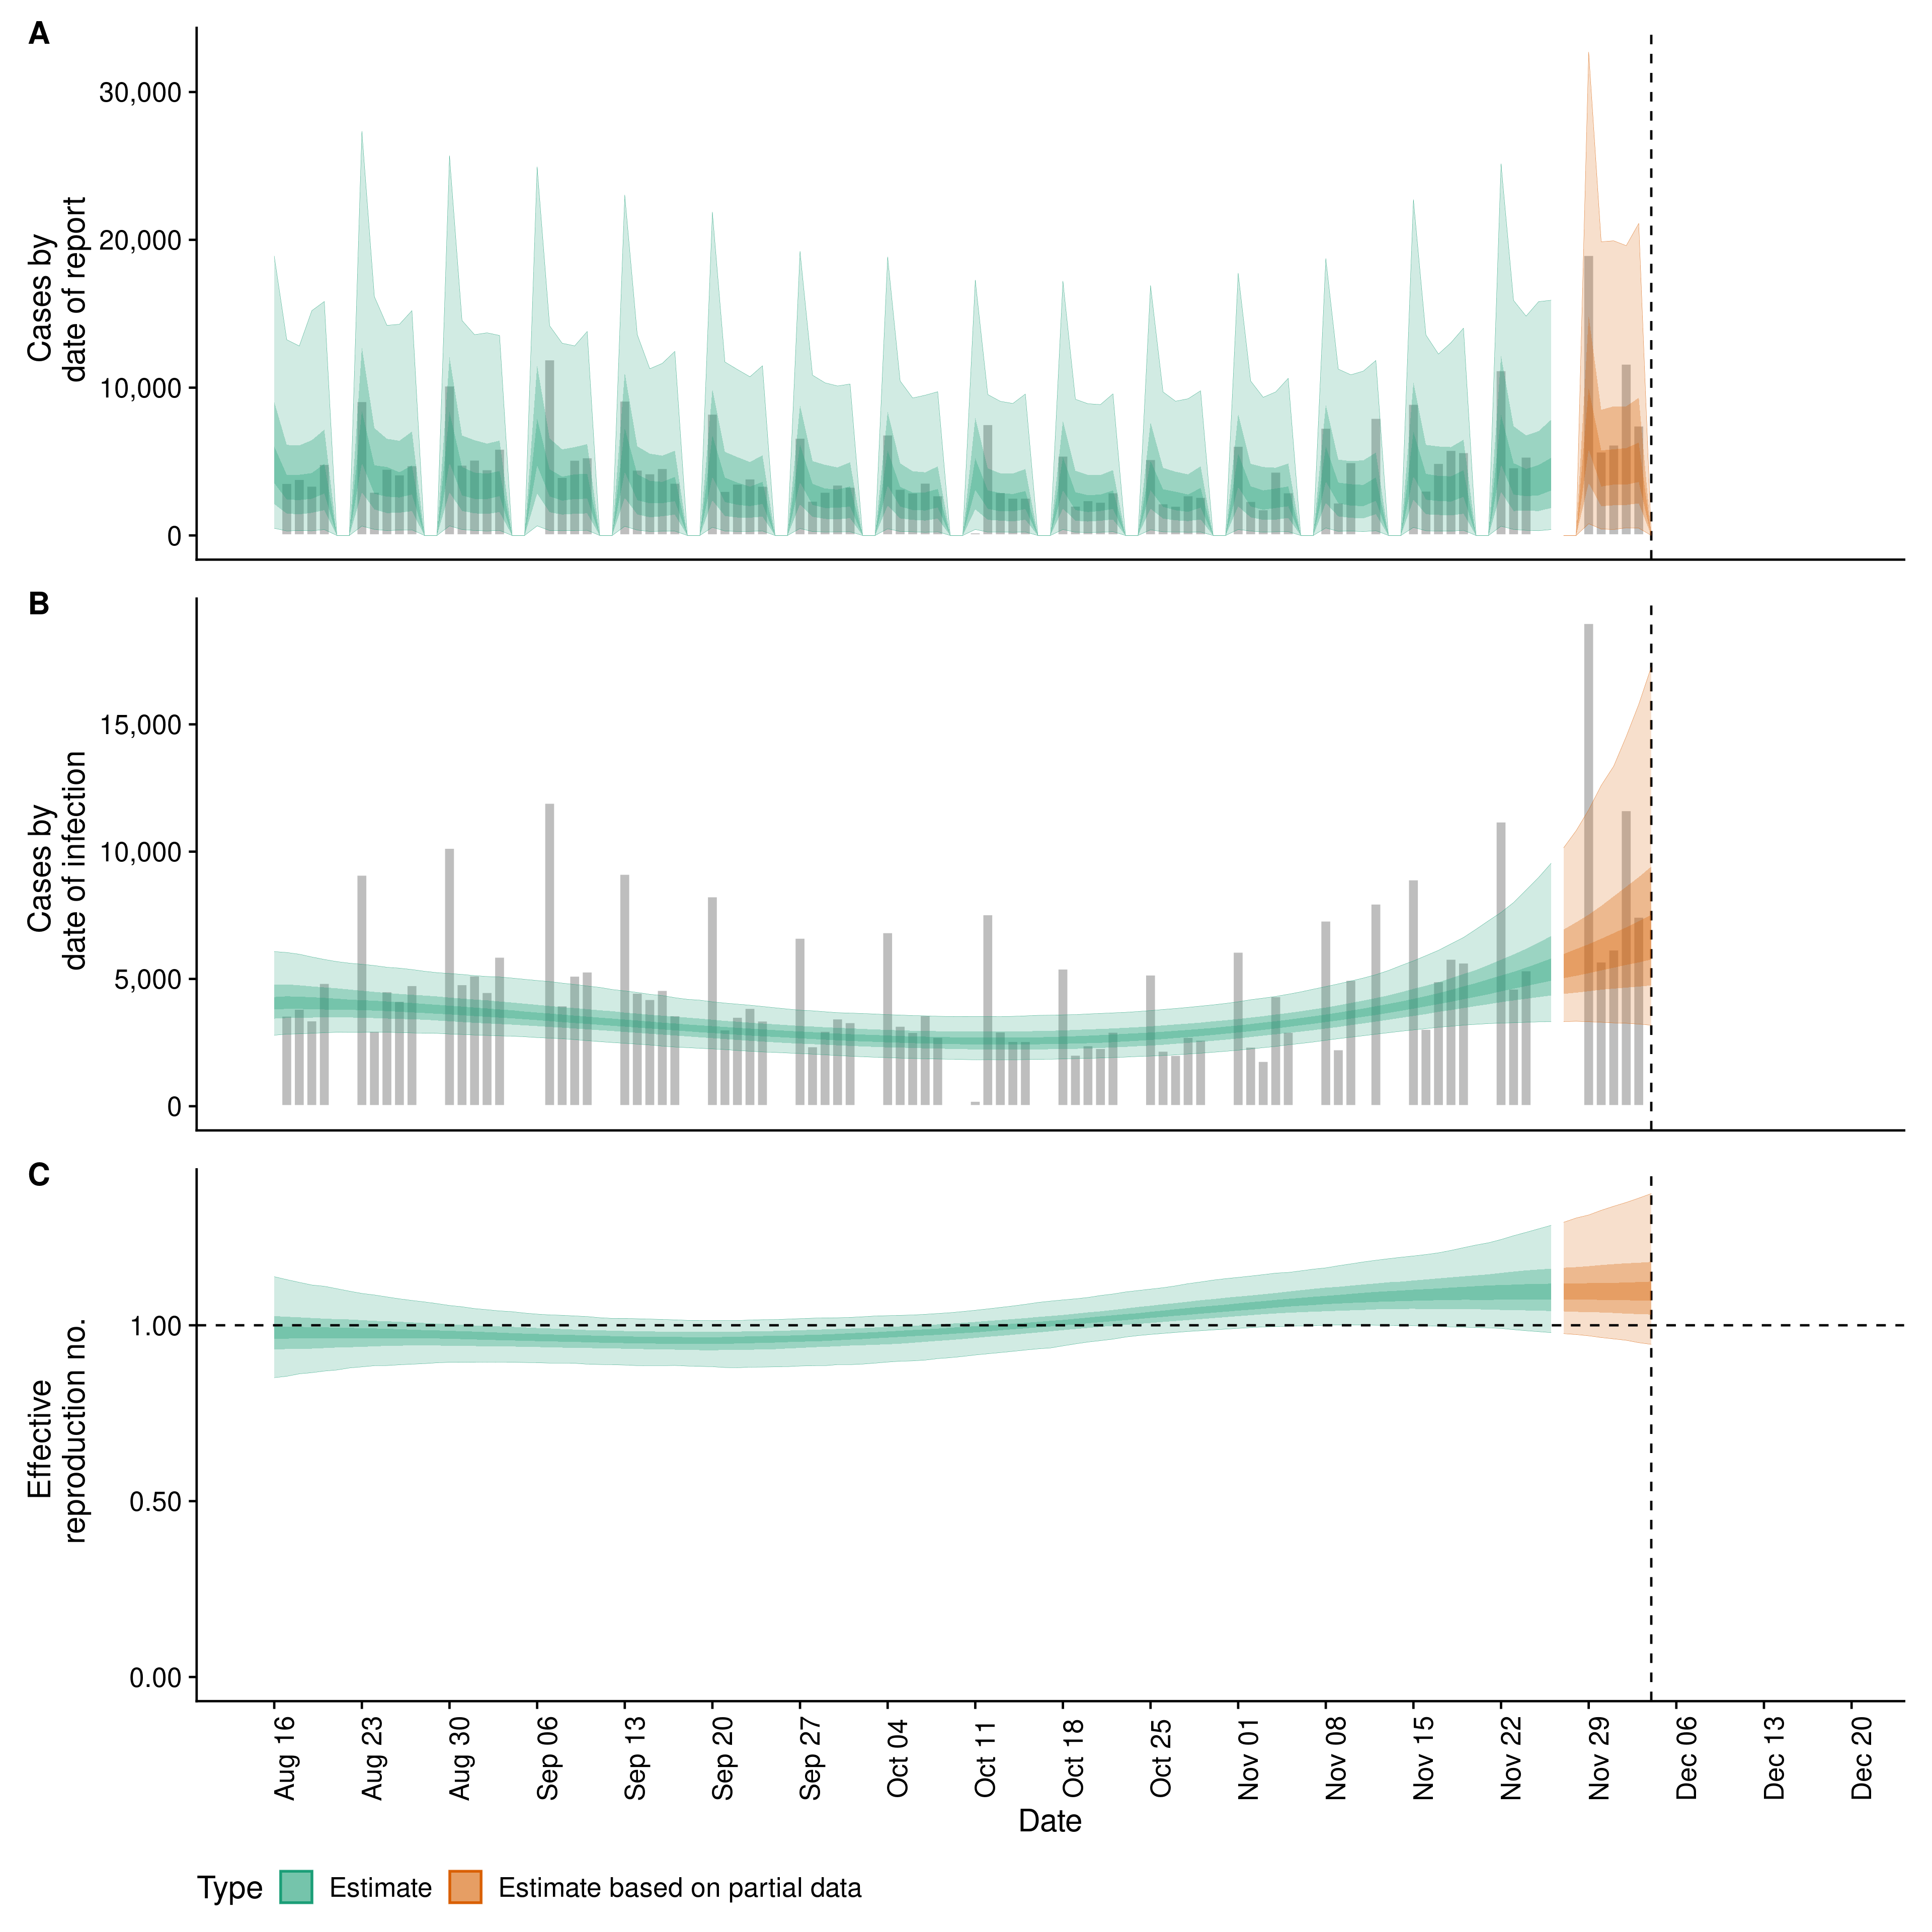 A
Cases by
date of report
30,000
20,000
10,000
0
B
Cases by
date of infection
15,000
10,000
5,000
0
C
Effective
reproduction no.
1.00
0.50
0.00
Aug 16
Aug 23
Aug 30
Sep 06
Sep 13
Sep 20
Sep 27
Oct 04
Oct 11
Oct 18
Oct 25
Nov 01
Nov 08
Nov 15
Nov 22
Nov 29
Dec 06
Dec 13
Dec 20
Date
Type Estimate Estimate based on partial data